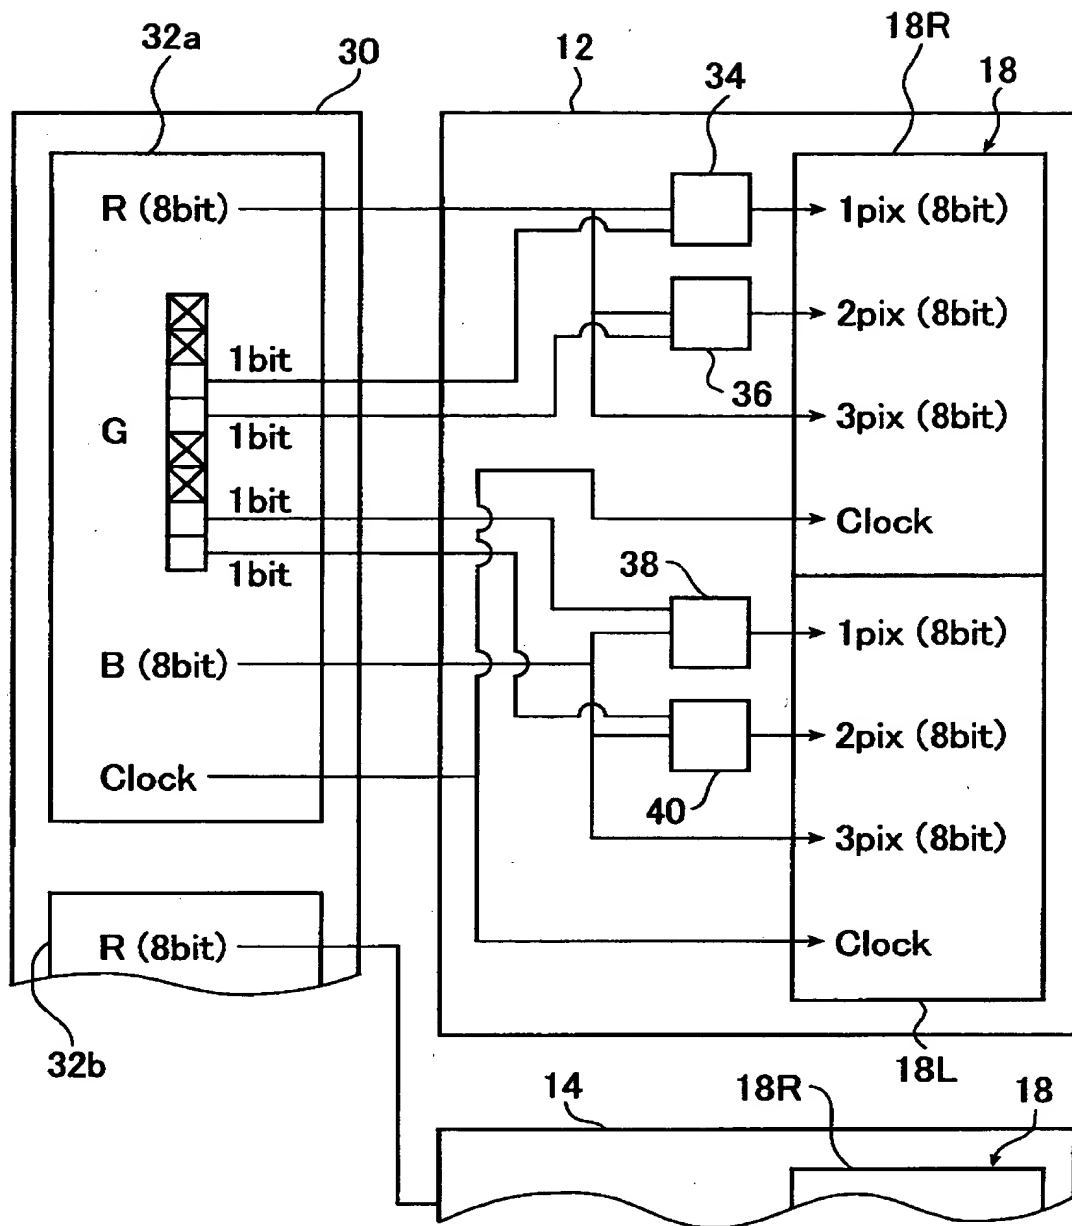 32a
30
12
18R
18
34
R (8bit)
1pix (8bit)
2pix (8bit)
1bit
36
G
1bit
3pix (8bit)
1bit
Clock
1bit
38
1pix (8bit)
B (8bit)
2pix (8bit)
Clock
40
3pix (8bit)
R (8bit)
Clock
32b
18L
14
18R
18